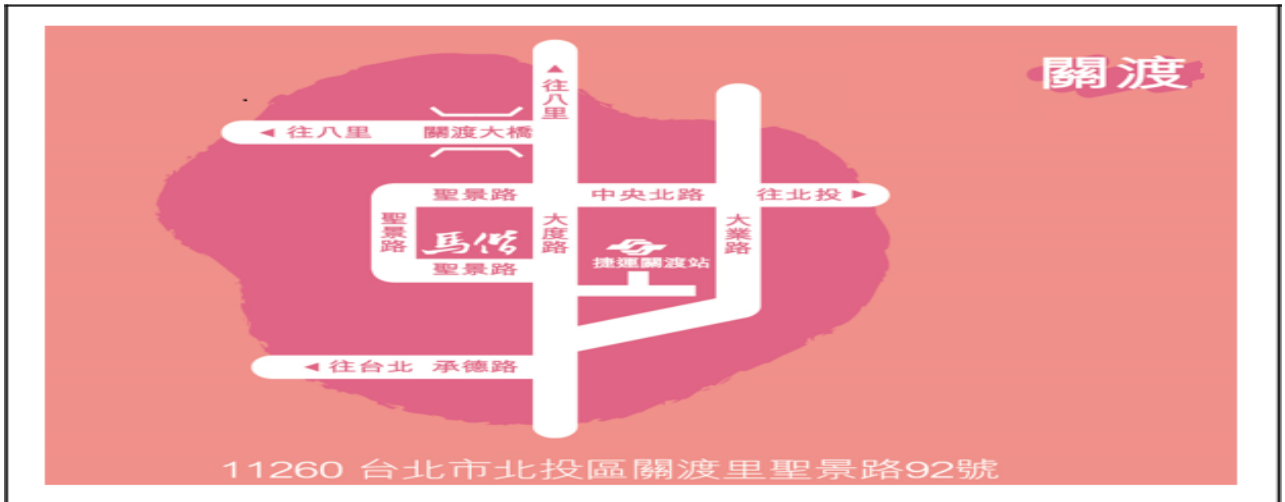 關渡
▲往八里
◄ 往八里 關渡大橋
聖景路 中央北路 往北投 ►
聖景路
馬偕
大度路
捷運關渡站
大業路
聖景路
◄ 往台北 承德路
11260 台北市北投區關渡里聖景路92號